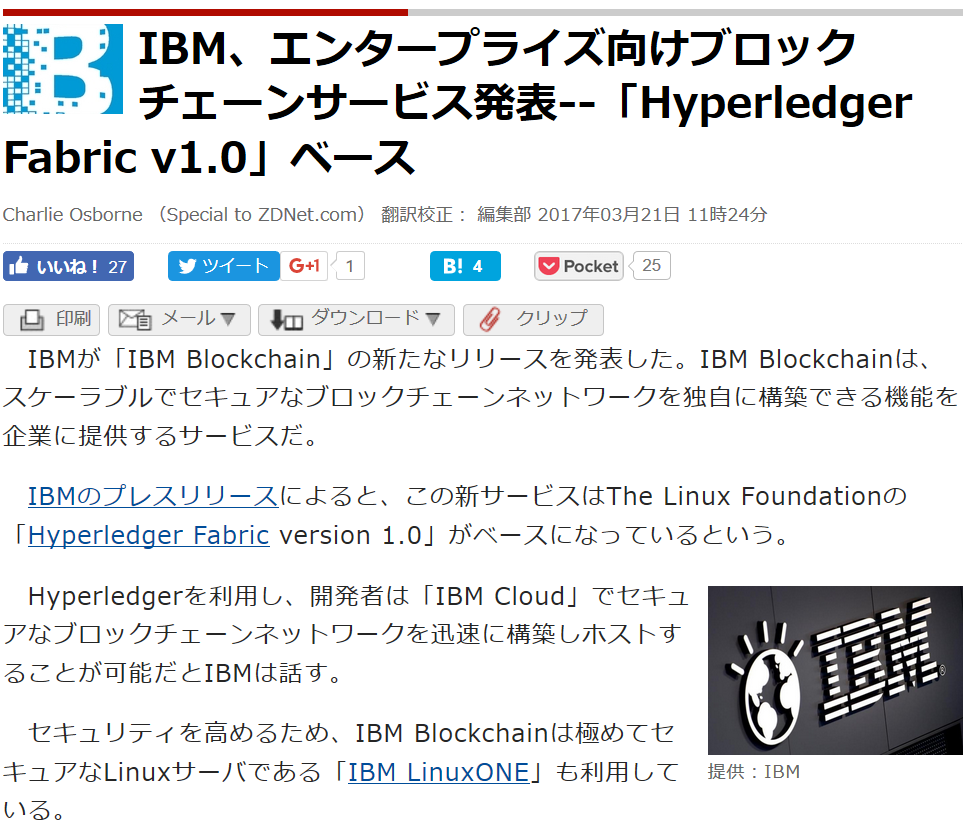 IBM、エンタープライズ向けブロック
チェーンサービス発表--「Hyperledger
Fabric v1.0」ベース
Charlie Osborne （Special to ZDNet.com） 翻訳校正： 編集部 2017年03月21日 11時24分
いいね！ 27 ツイート G+1 1 B! 4 Pocket 25
印刷 メール▼ ダウンロード▼ クリップ
IBMが「IBM Blockchain」の新たなリリースを発表した。IBM Blockchainは、
スケーラブルでセキュアなブロックチェーンネットワークを独自に構築できる機能を
企業に提供するサービスだ。
IBMのプレスリリースによると、この新サービスはThe Linux Foundationの
「Hyperledger Fabric version 1.0」がベースになっているという。
Hyperledgerを利用し、開発者は「IBM Cloud」でセキュ
アなブロックチェーンネットワークを迅速に構築しホストす
ることが可能だとIBMは話す。
セキュリティを高めるため、IBM Blockchainは極めてセ
キュアなLinuxサーバである「IBM LinuxONE」も利用して
いる。
IBM®
提供：IBM